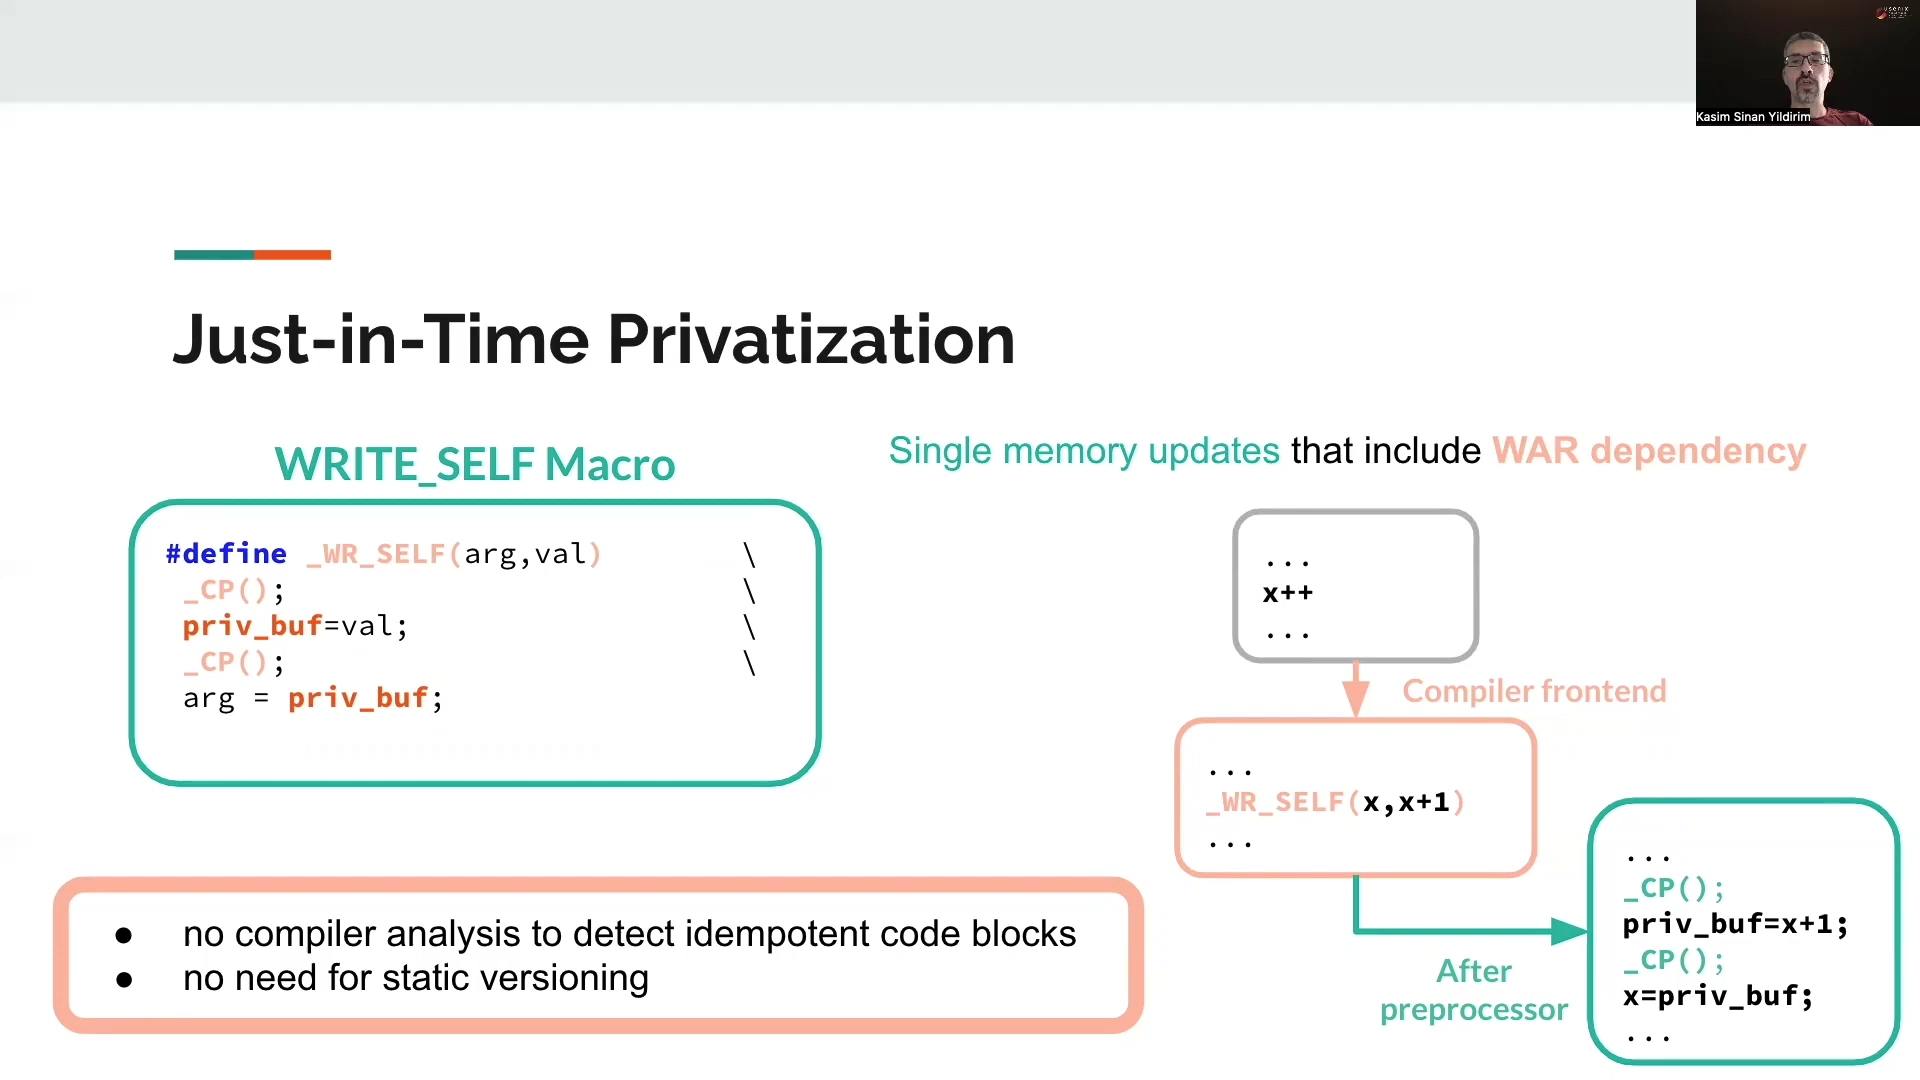 usenix
Kasim Sinan Yildirim
Just-in-Time Privatization
WRITE_SELF Macro
#define _WR_SELF(arg,val) \
_CP(); \
priv_buf=val; \
_CP(); \
arg = priv_buf;
no compiler analysis to detect idempotent code blocks
no need for static versioning
Single memory updates that include WAR dependency
...
x++
...
Compiler frontend
...
_WR_SELF(x,x+1)
...
After
preprocessor
...
_CP();
priv_buf=x+1;
_CP();
x=priv_buf;
...